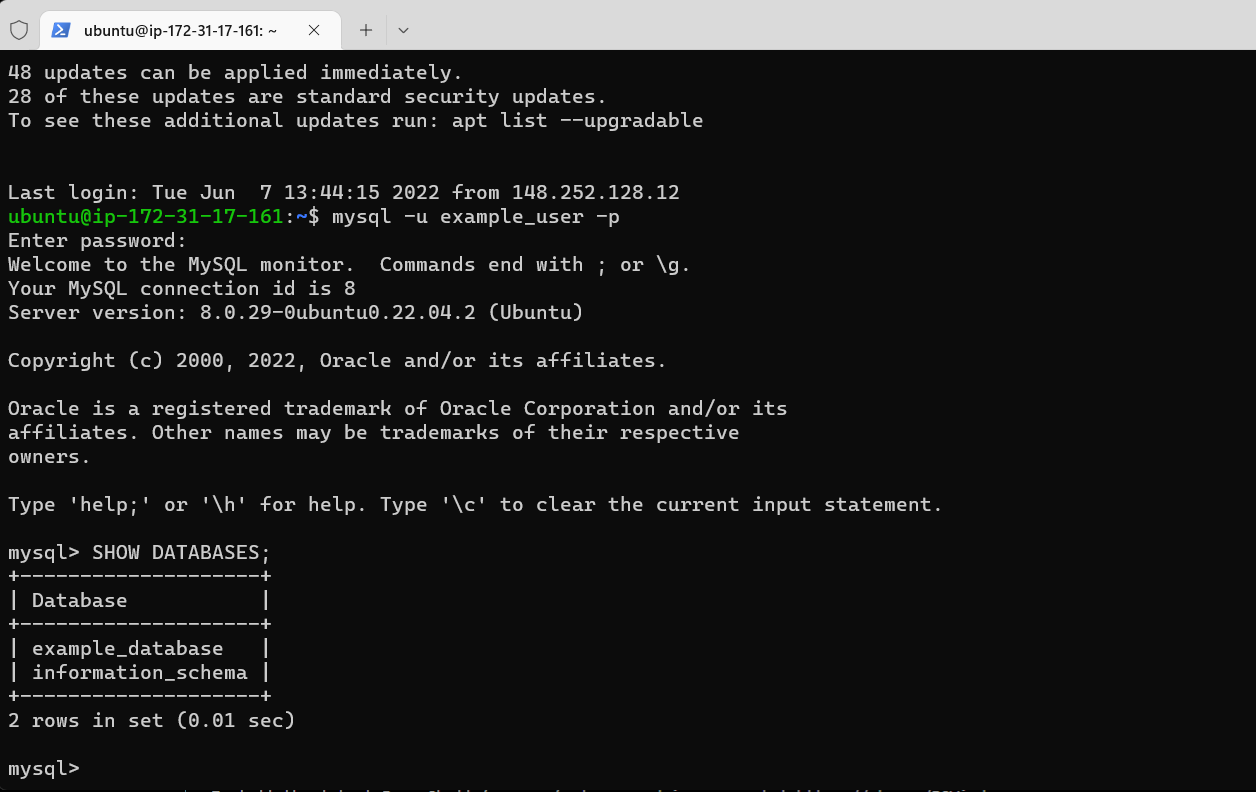 ubuntu@ip-172-31-17-161: ~
48 updates can be applied immediately.
28 of these updates are standard security updates.
To see these additional updates run: apt list --upgradable
Last login: Tue Jun  7 13:44:15 2022 from 148.252.128.12
ubuntu@ip-172-31-17-161:~$ mysql -u example_user -p
Enter password:
Welcome to the MySQL monitor.  Commands end with ; or \g.
Your MySQL connection id is 8
Server version: 8.0.29-0ubuntu0.22.04.2 (Ubuntu)
Copyright (c) 2000, 2022, Oracle and/or its affiliates.
Oracle is a registered trademark of Oracle Corporation and/or its
affiliates. Other names may be trademarks of their respective
owners.
Type 'help;' or '\h' for help. Type '\c' to clear the current input statement.
mysql> SHOW DATABASES;
+--------------------+
| Database           |
+--------------------+
| example_database   |
| information_schema |
+--------------------+
2 rows in set (0.01 sec)
mysql>